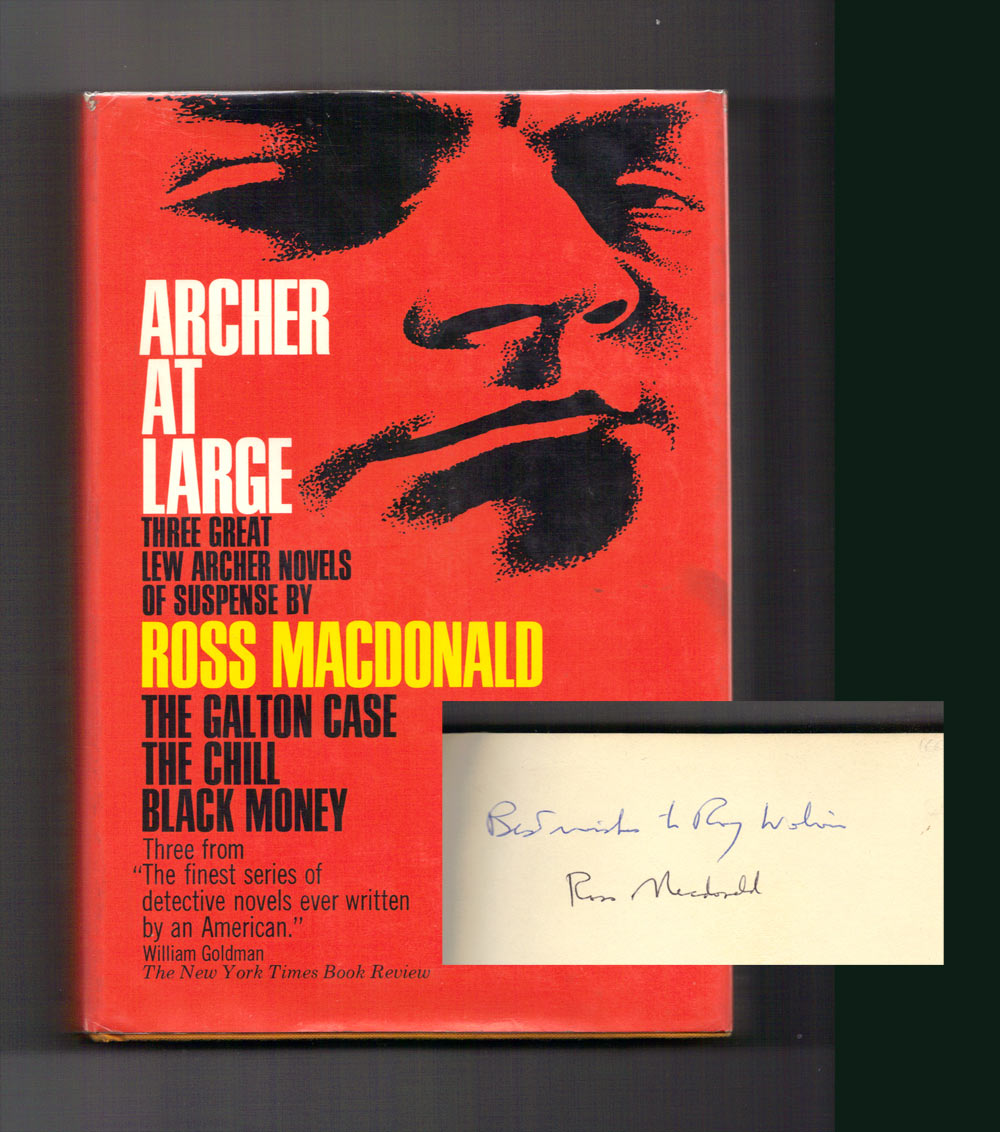 ARCHER
AT
LARGE
THREE GREAT
LEW ARCHER NOVELS
OF SUSPENSE BY
ROSS MACDONALD
THE GALTON CASE
THE CHILL
BLACK MONEY
Three from
“The finest series of
detective novels ever written
by an American.”
William Goldman
The New York Times Book Review
Best wishes to Roy
Ross Macdonald